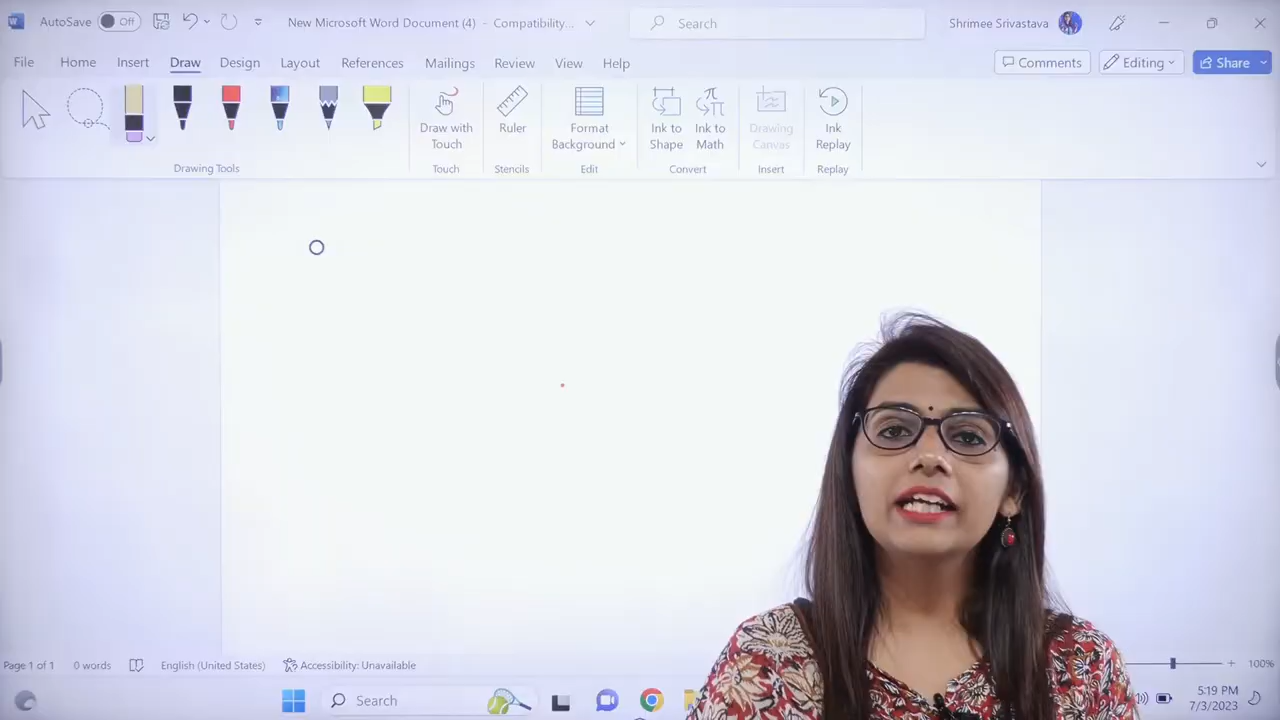 AutoSave Off New Microsoft Word Document (4) - Compatibility... Search Shrimee Srivastava
File Home Insert Draw Design Layout References Mailings Review View Help Comments Editing Share
Draw with Touch
Ruler
Format Background
Ink to Shape
Ink to Math
Drawing Canvas
Ink Replay
Drawing Tools Touch Stencils Edit Convert Insert Replay
Page 1 of 1 0 words English (United States) Accessibility: Unavailable 100%
Search 5:19 PM
7/3/2023